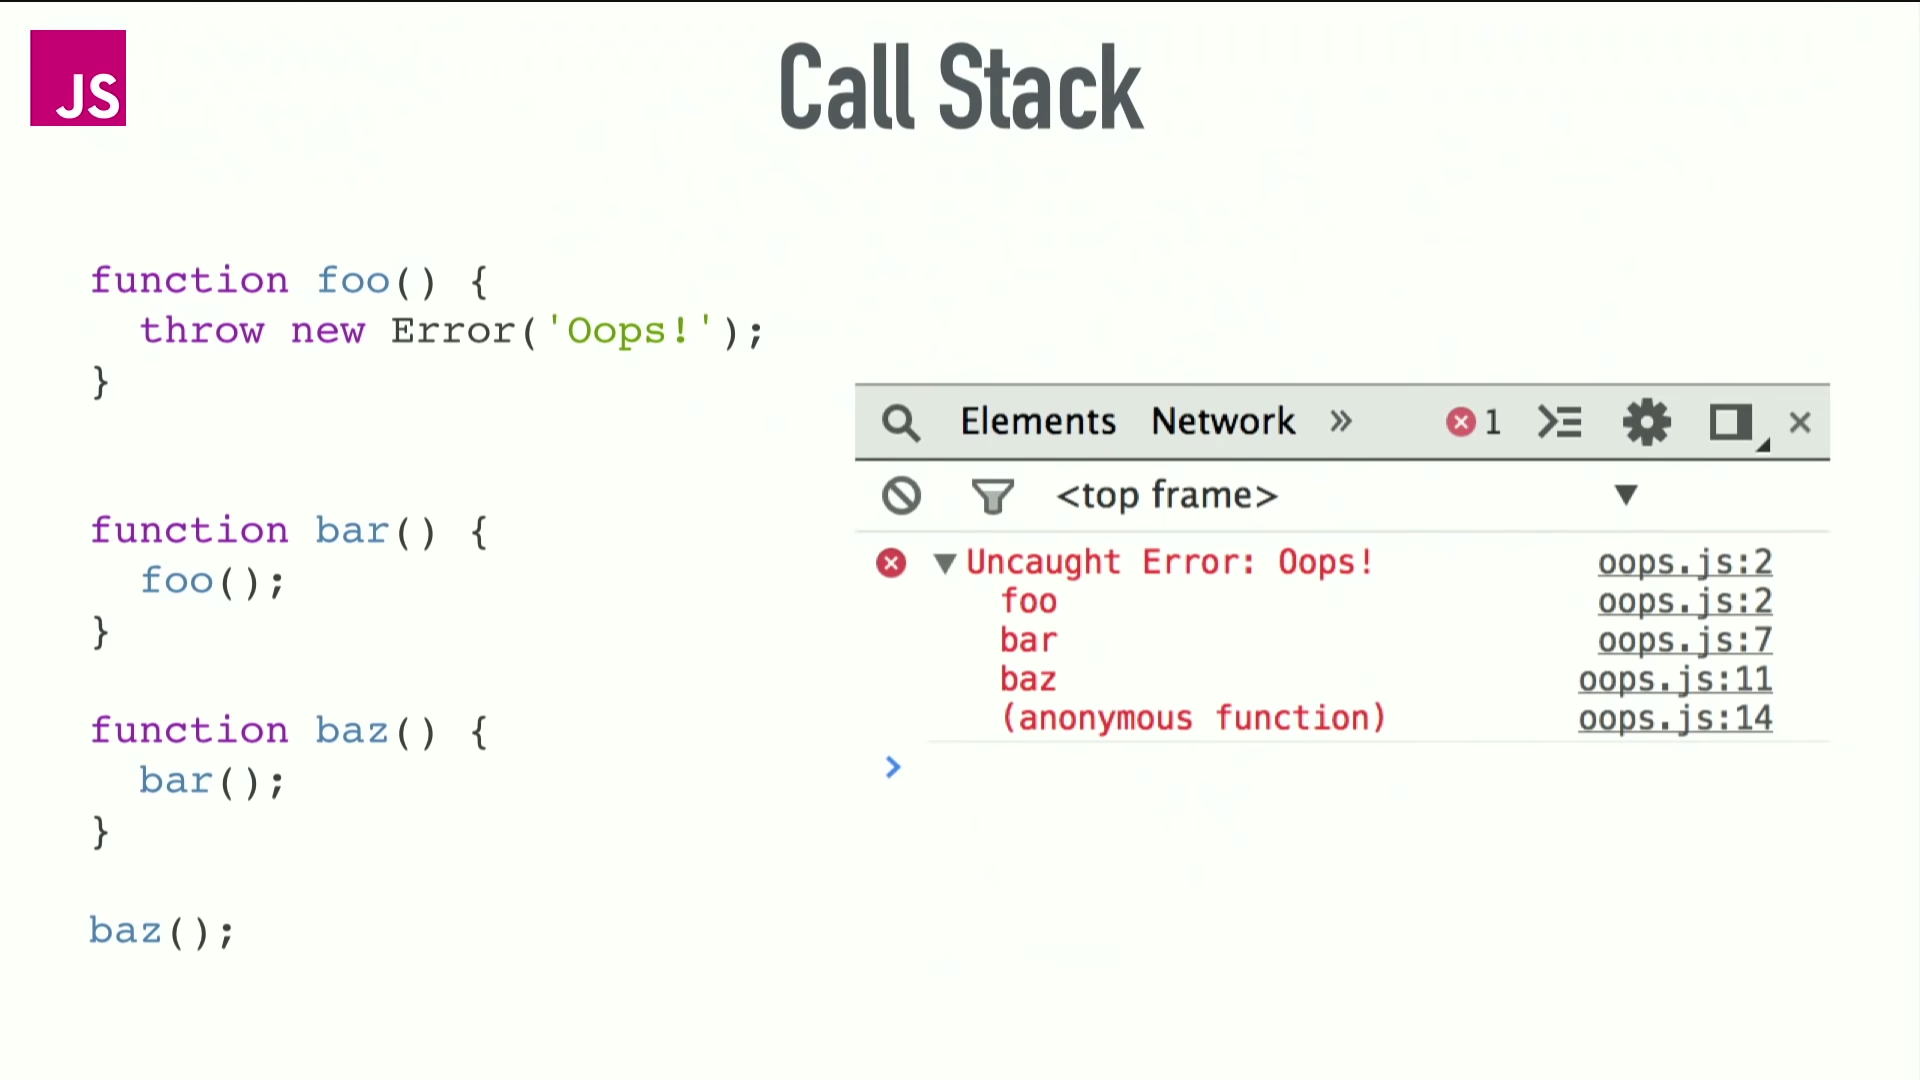 JS
Call Stack
function foo() {
  throw new Error('Oops!');
}
function bar() {
  foo();
}
function baz() {
  bar();
}
baz();
Elements Network » 1
<top frame>
Uncaught Error: Oops! oops.js:2
foo oops.js:2
bar oops.js:7
baz oops.js:11
(anonymous function) oops.js:14